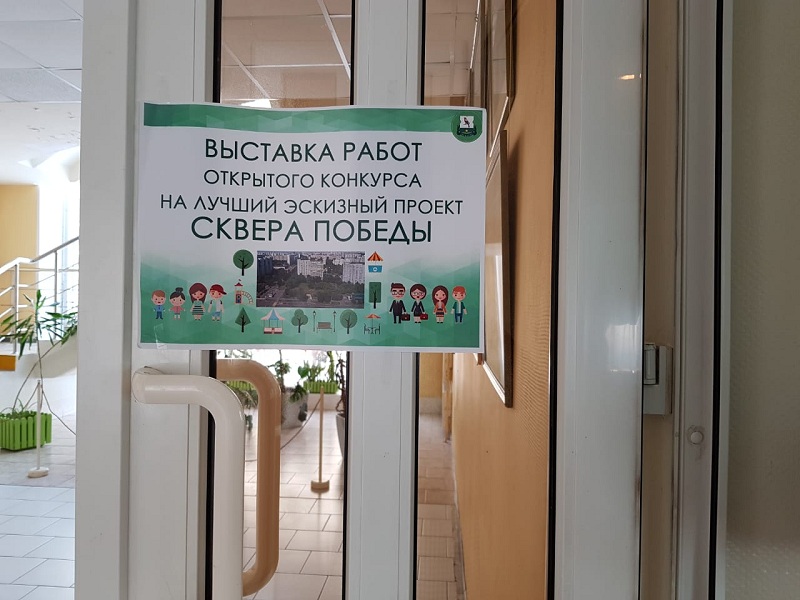 ВЫСТАВКА РАБОТ
ОТКРЫТОГО КОНКУРСА
НА ЛУЧШИЙ ЭСКИЗНЫЙ ПРОЕКТ
СКВЕРА ПОБЕДЫ